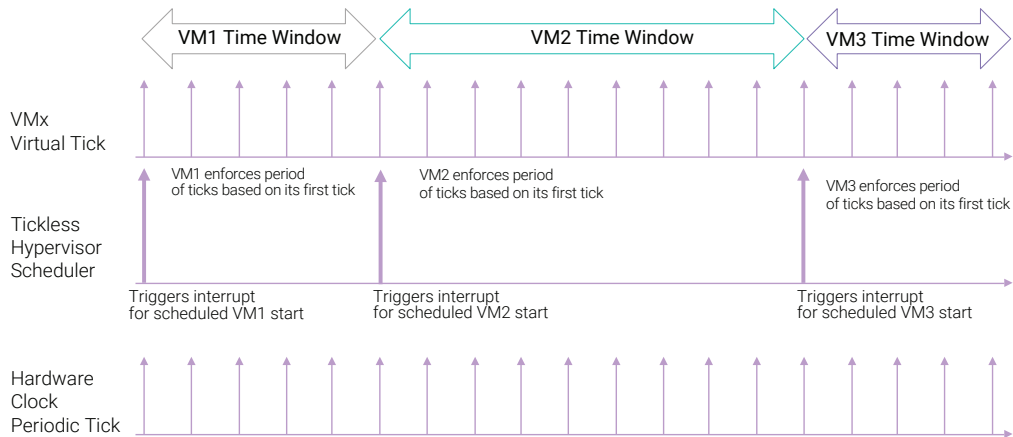 VM1 Time Window
VM2 Time Window
VM3 Time Window
VMx
Virtual Tick
VM1 enforces period
of ticks based on its first tick
VM2 enforces period
of ticks based on its first tick
VM3 enforces period
of ticks based on its first tick
Tickless
Hypervisor
Scheduler
Triggers interrupt
for scheduled VM1 start
Triggers interrupt
for scheduled VM2 start
Triggers interrupt
for scheduled VM3 start
Hardware
Clock
Periodic Tick